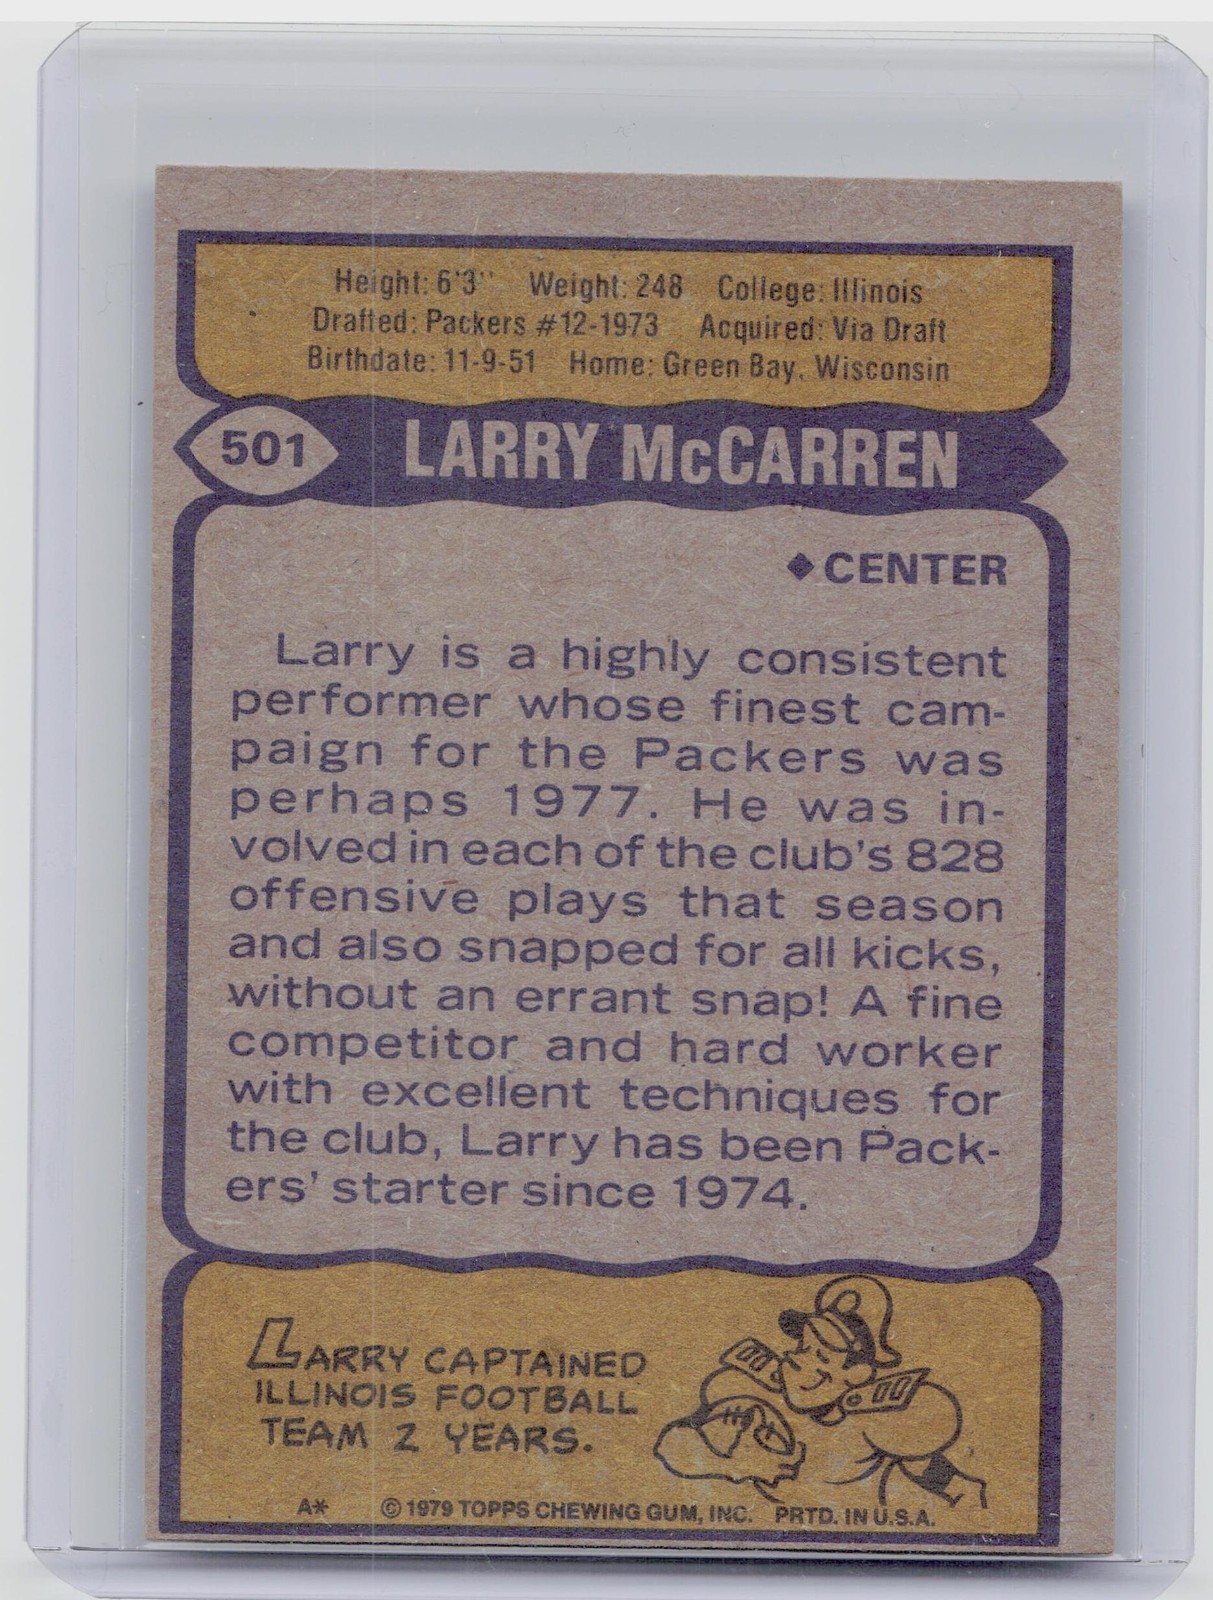 Height: 6'3'' Weight: 248 College: Illinois
Drafted: Packers #12-1973 Acquired: Via Draft
Birthdate: 11-9-51 Home: Green Bay, Wisconsin
501 LARRY McCARREN
◆CENTER
Larry is a highly consistent
performer whose finest cam-
paign for the Packers was
perhaps 1977. He was in-
volved in each of the club's 828
offensive plays that season
and also snapped for all kicks,
without an errant snap! A fine
competitor and hard worker
with excellent techniques for
the club, Larry has been Pack-
ers' starter since 1974.
LARRY CAPTAINED
ILLINOIS FOOTBALL
TEAM 2 YEARS.
A* © 1979 TOPPS CHEWING GUM, INC. PRTD. IN U.S.A.